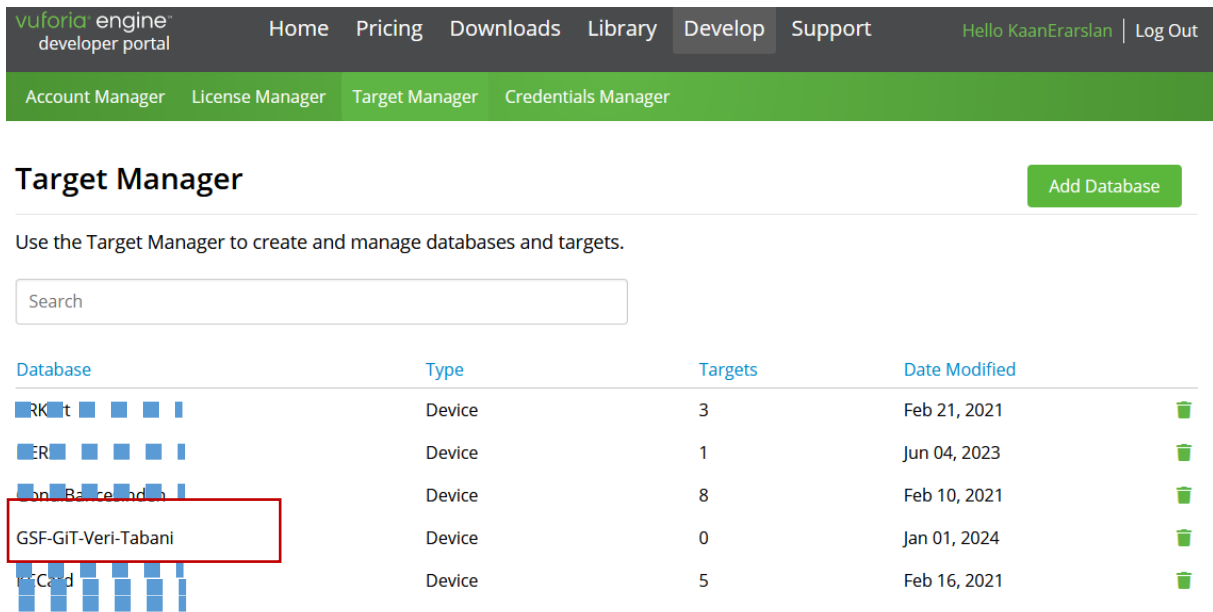 vuforia engine™
developer portal
Home Pricing Downloads Library Develop Support
Hello KaanErarslan | Log Out
Account Manager License Manager Target Manager Credentials Manager
Target Manager
Add Database
Use the Target Manager to create and manage databases and targets.
Search
Database Type Targets Date Modified
Device 3 Feb 21, 2021
Device 1 Jun 04, 2023
Device 8 Feb 10, 2021
GSF-GiT-Veri-Tabani Device 0 Jan 01, 2024
Device 5 Feb 16, 2021